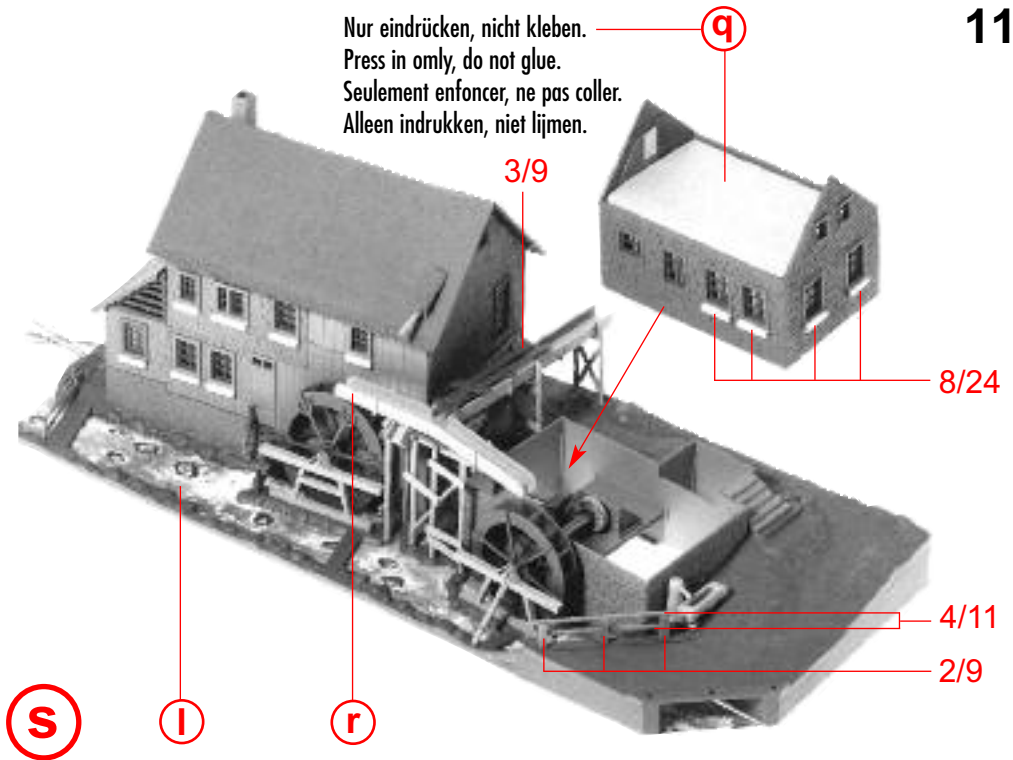 Nur eindrücken, nicht kleben.
Press in omly, do not glue.
Seulement enfoncer, ne pas coller.
Alleen indrukken, niet lijmen.
q
11
3/9
8/24
4/11
2/9
s
l
r